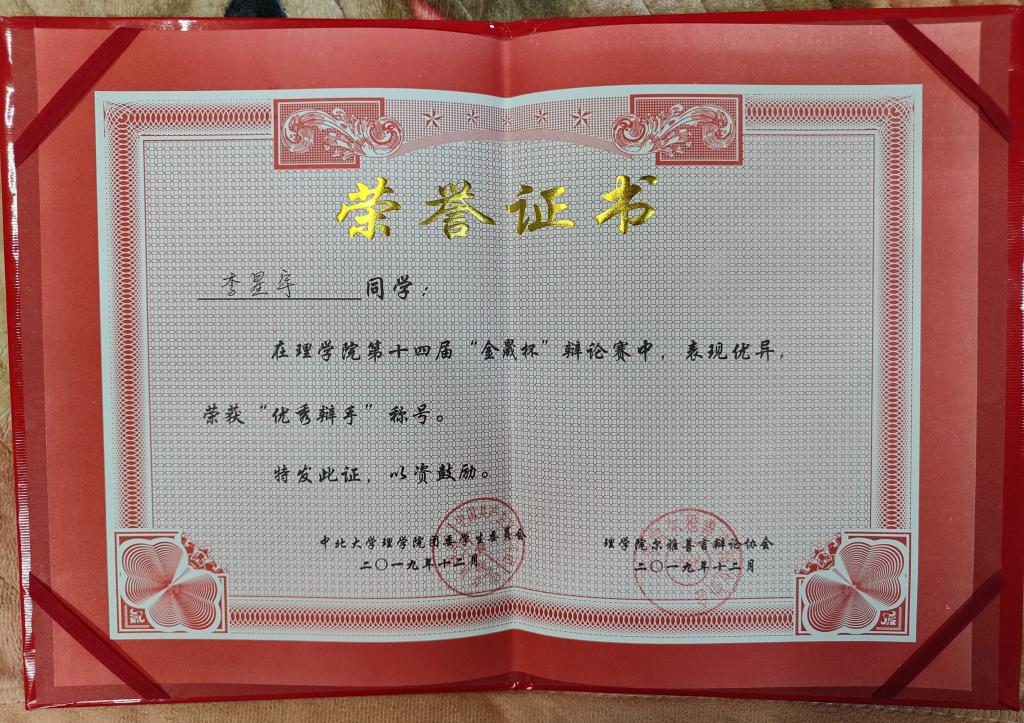 荣誉证书
李星宇 同学：
在理学院第十四届“金晟杯”辩论赛中，表现优异，
荣获“优秀辩手”称号。
特发此证，以资鼓励。
中北大学理学院团委学生委员会
二〇一九年十二月
理学院尔雅善言辩论协会
二〇一九年十二月